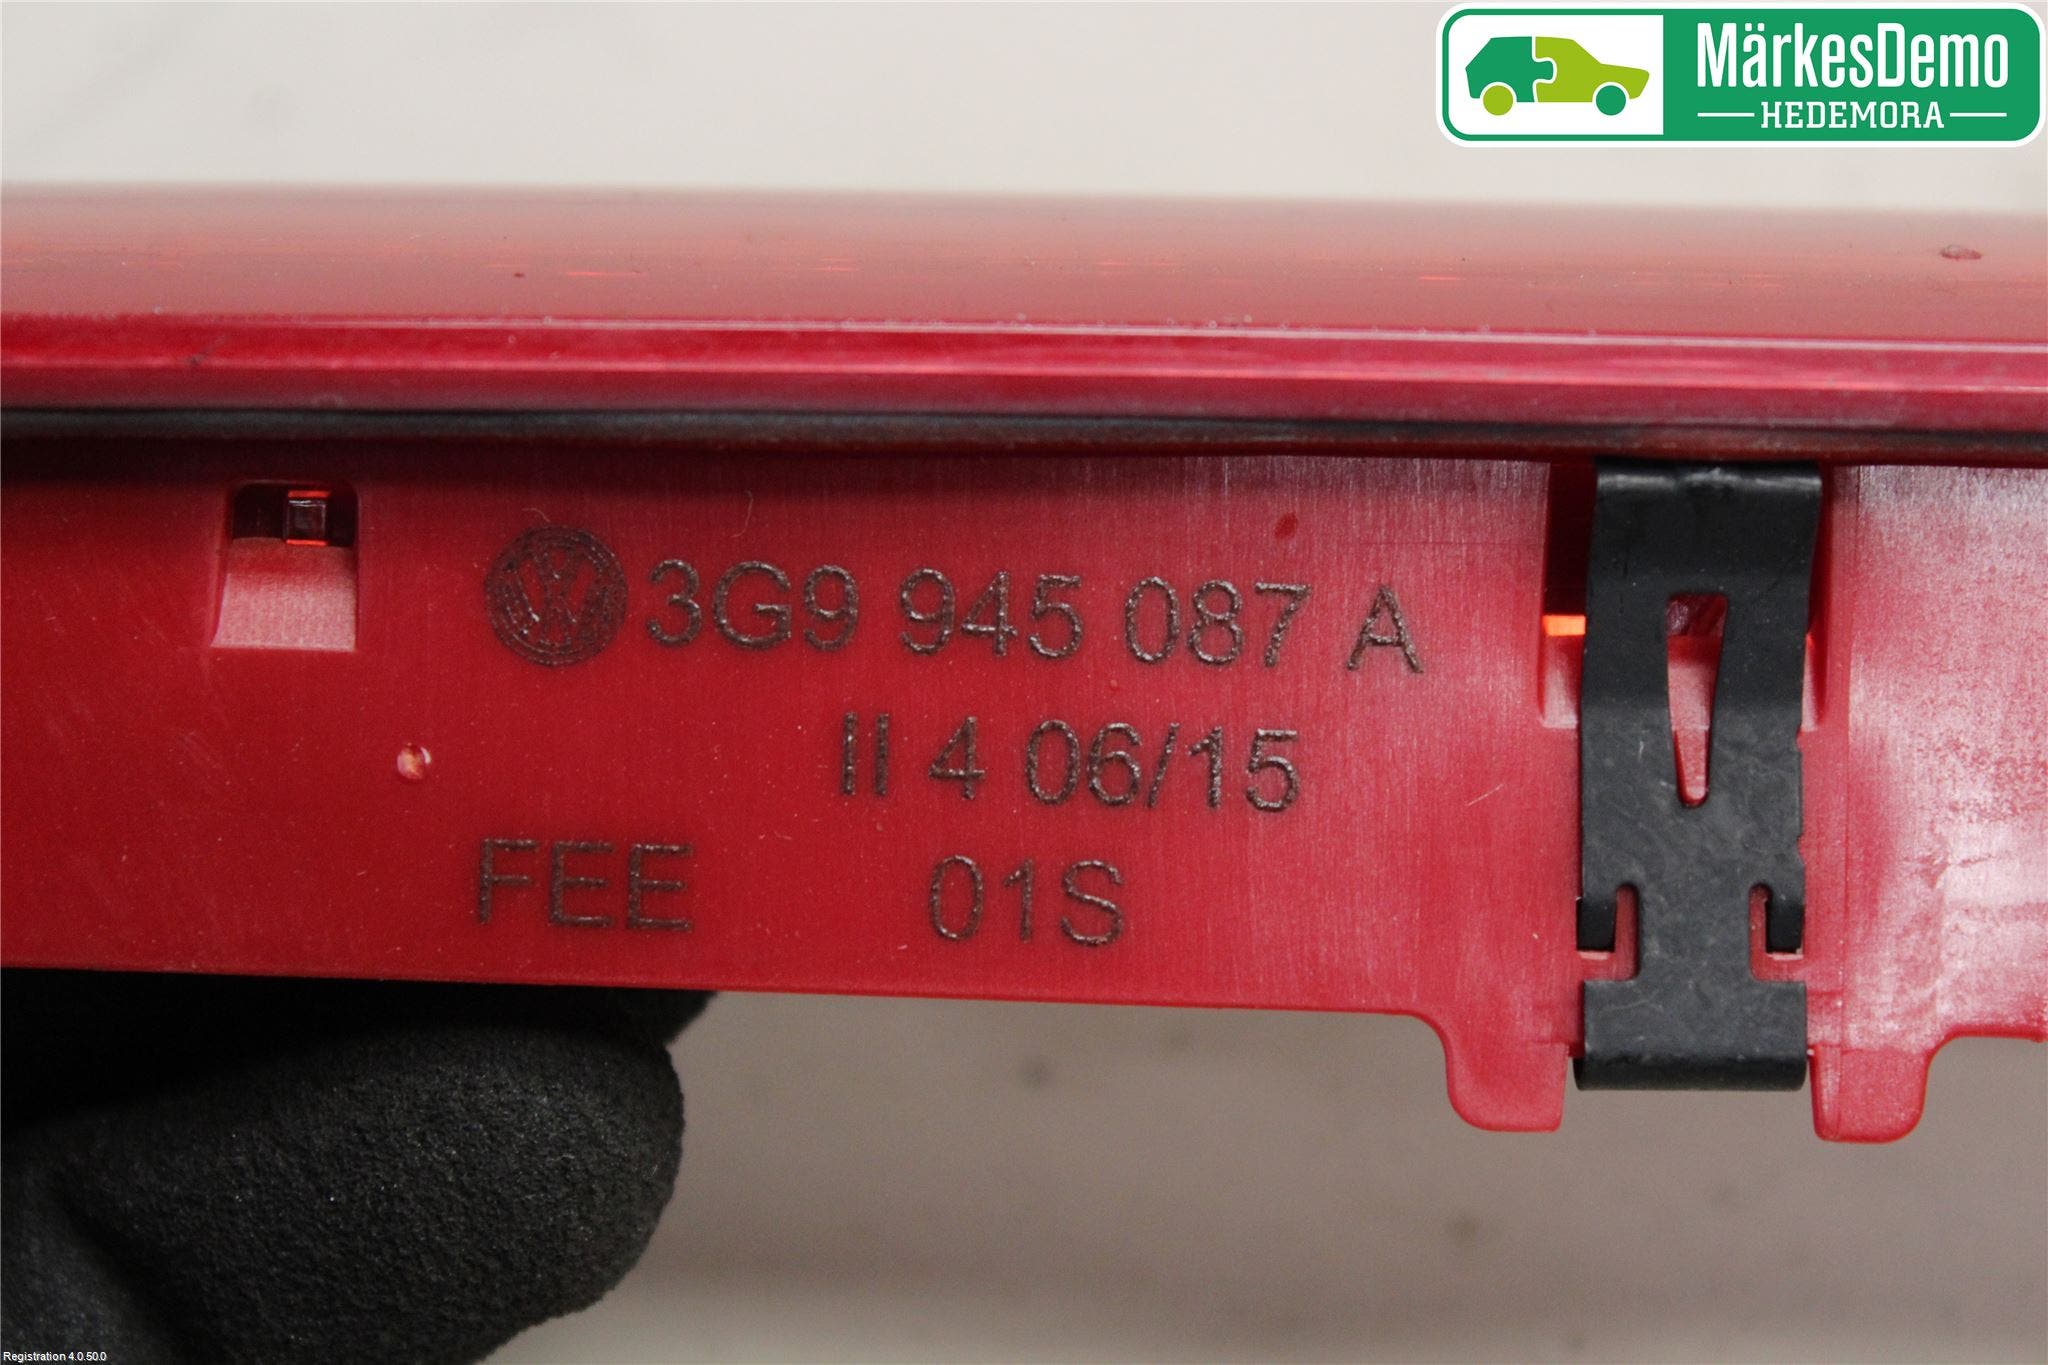 MärkesDemo
HEDEMORA
3G9 945 087 A
II 4 06/15
FEE 01S
Registration 4.0.50.0